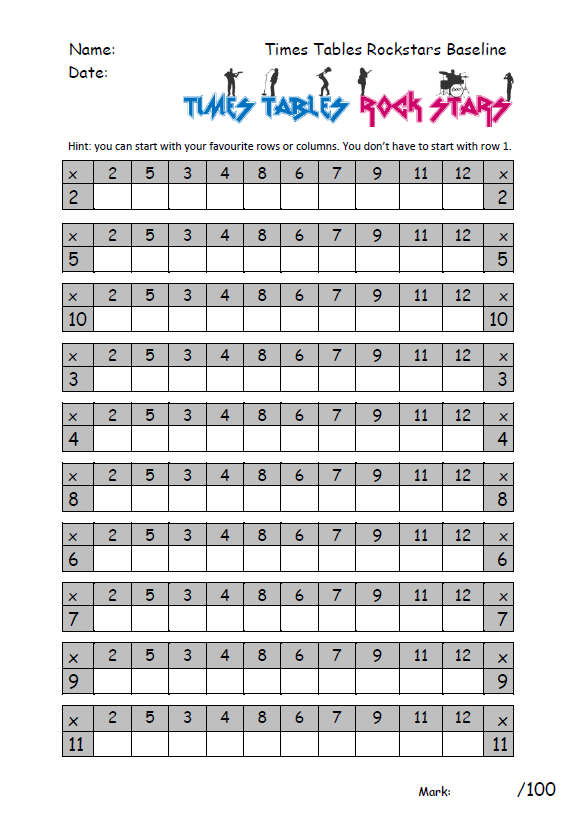 Name: Times Tables Rockstars Baseline
Date:
TIMES TABLES ROCK STARS
Hint: you can start with your favourite rows or columns. You don't have to start with row 1.
x 2 5 3 4 8 6 7 9 11 12 x
2 2
x 2 5 3 4 8 6 7 9 11 12 x
5 5
x 2 5 3 4 8 6 7 9 11 12 x
10 10
x 2 5 3 4 8 6 7 9 11 12 x
3 3
x 2 5 3 4 8 6 7 9 11 12 x
4 4
x 2 5 3 4 8 6 7 9 11 12 x
8 8
x 2 5 3 4 8 6 7 9 11 12 x
6 6
x 2 5 3 4 8 6 7 9 11 12 x
7 7
x 2 5 3 4 8 6 7 9 11 12 x
9 9
x 2 5 3 4 8 6 7 9 11 12 x
11 11
Mark: /100